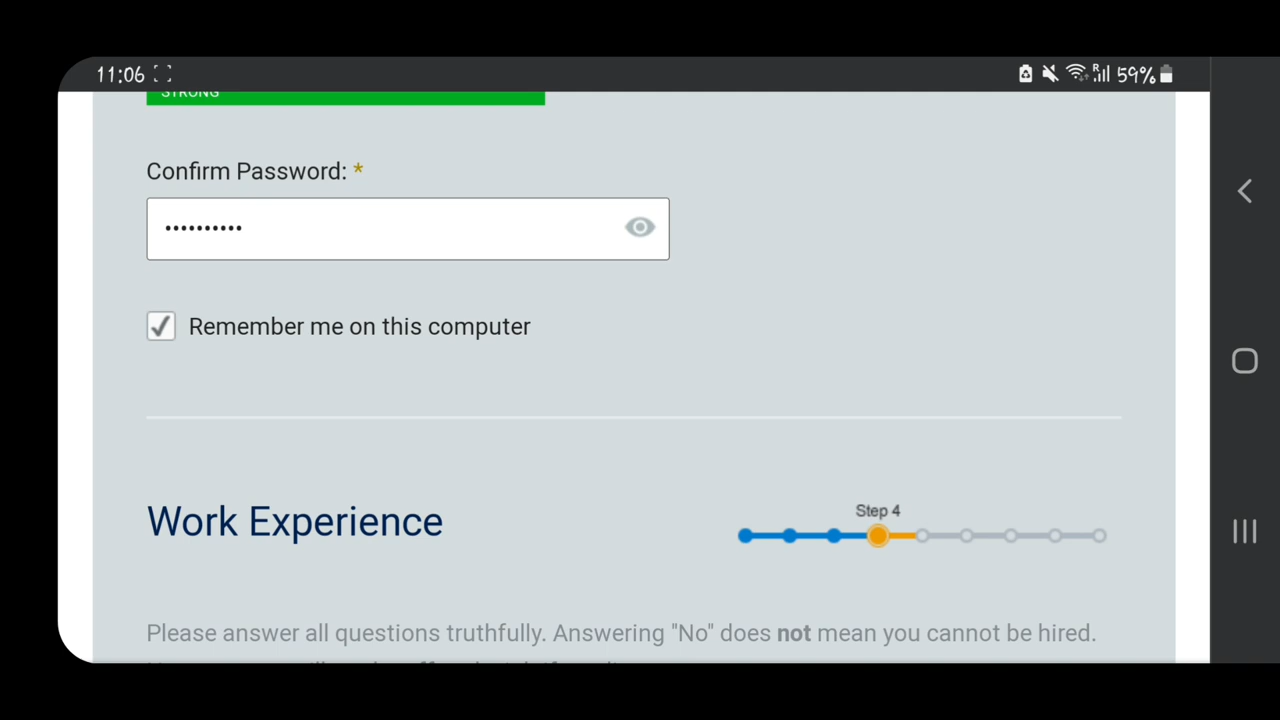 11:06
R 59%
STRONG
Confirm Password: *
••••••••••
Remember me on this computer
Work Experience
Step 4
Please answer all questions truthfully. Answering "No" does not mean you cannot be hired.